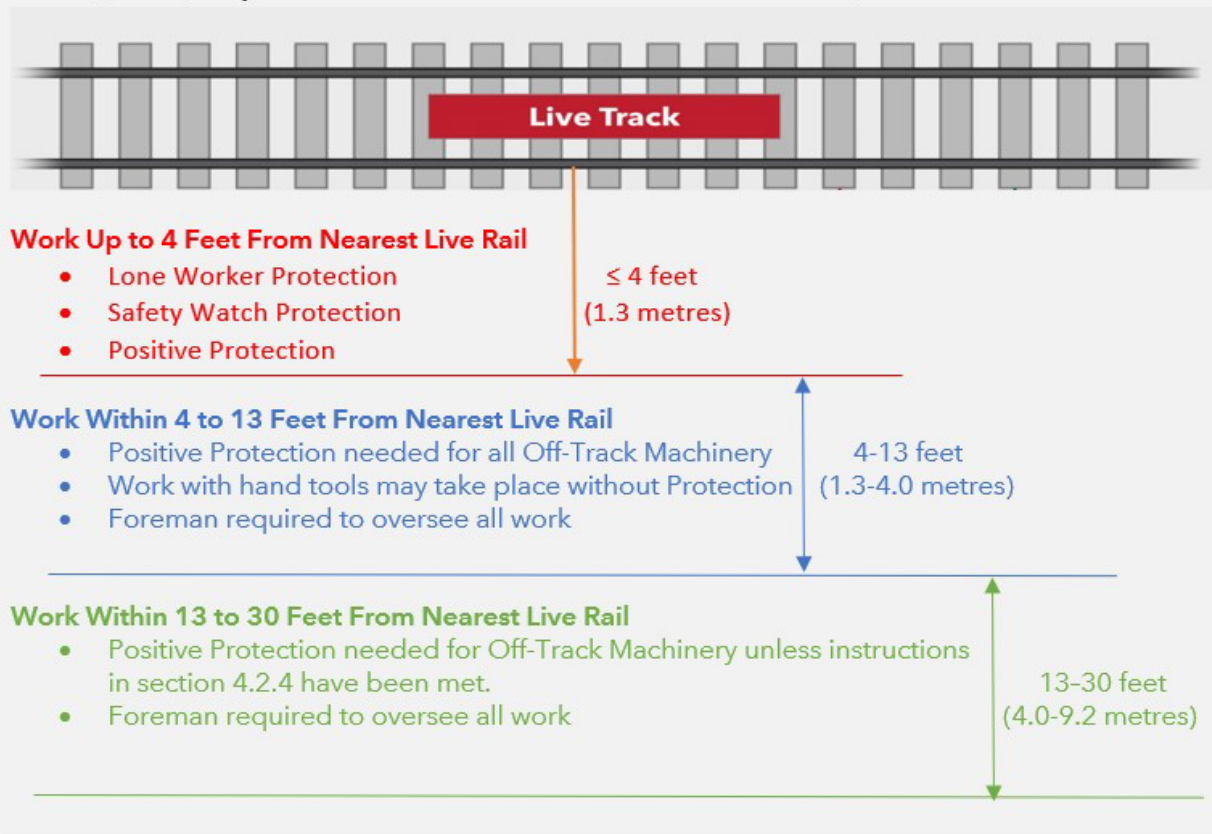 Live Track
Work Up to 4 Feet From Nearest Live Rail
• Lone Worker Protection
≤ 4 feet
• Safety Watch Protection
(1.3 metres)
• Positive Protection
Work Within 4 to 13 Feet From Nearest Live Rail
• Positive Protection needed for all Off-Track Machinery
4-13 feet
• Work with hand tools may take place without Protection
(1.3-4.0 metres)
• Foreman required to oversee all work
Work Within 13 to 30 Feet From Nearest Live Rail
• Positive Protection needed for Off-Track Machinery unless instructions
in section 4.2.4 have been met.
13-30 feet
• Foreman required to oversee all work
(4.0-9.2 metres)